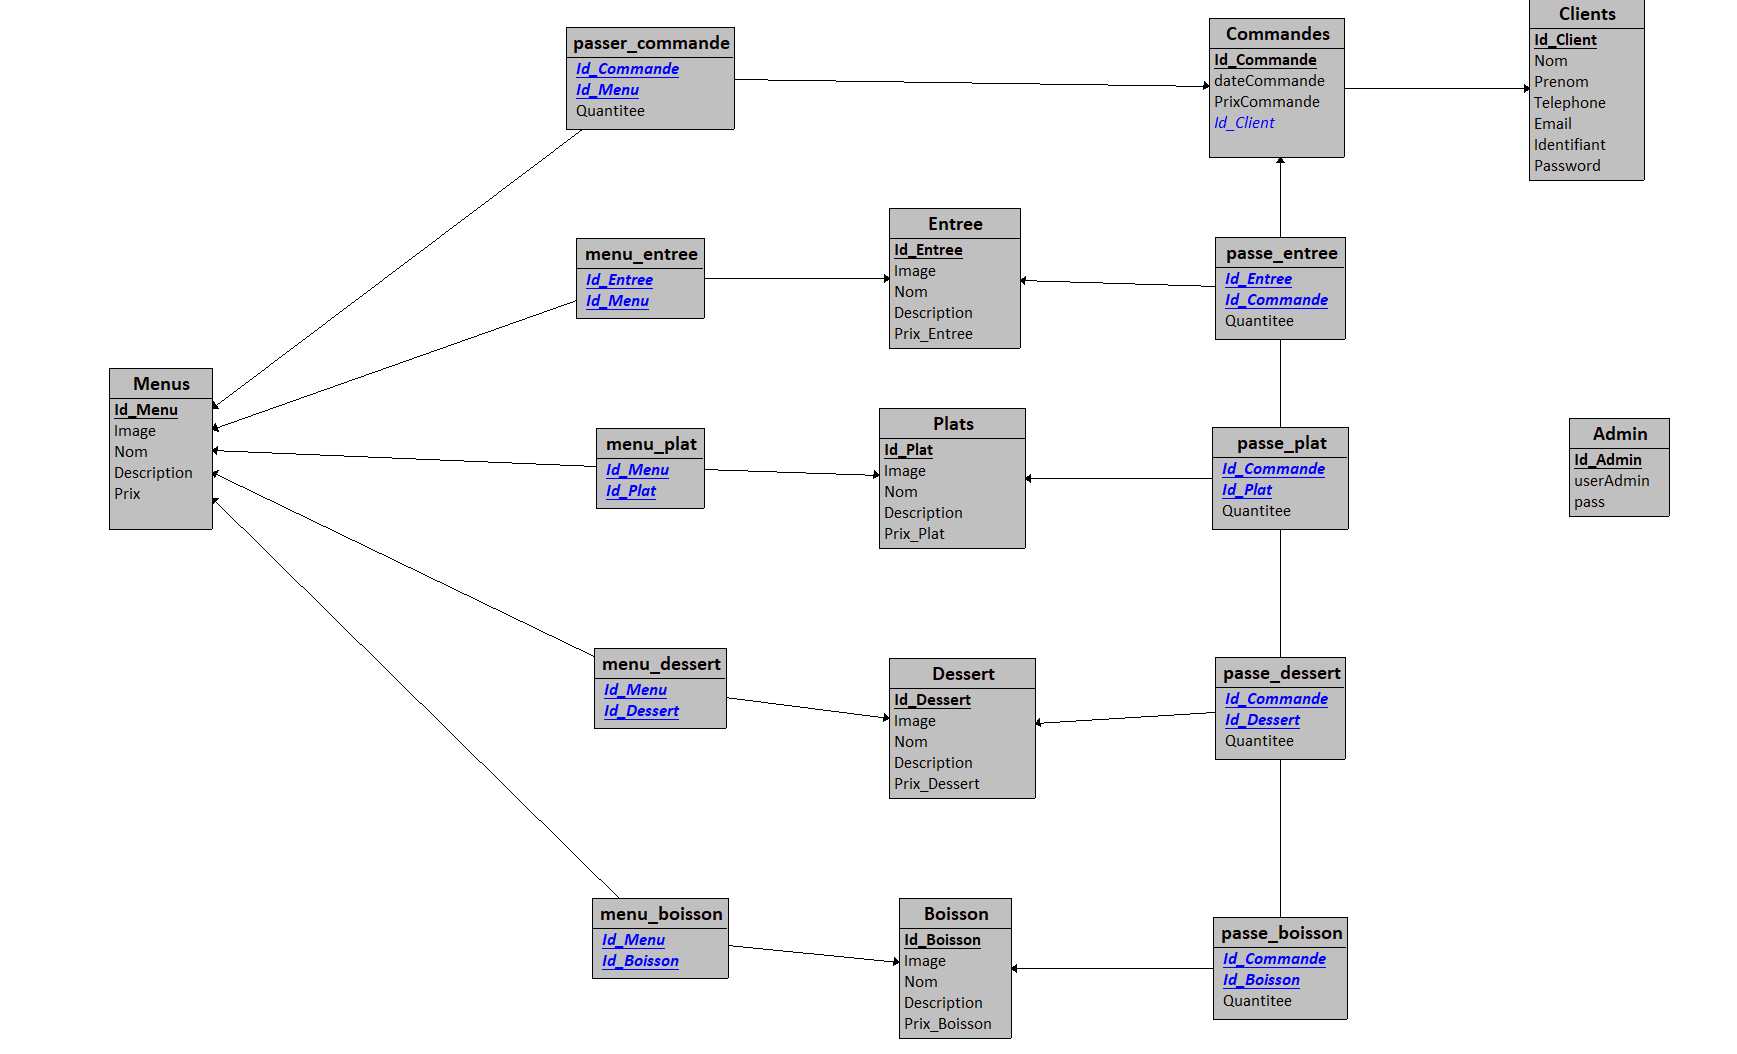 passer_commande
Id_Commande
Id_Menu
Quantitee
Commandes
Id_Commande
dateCommande
PrixCommande
Id_Client
Clients
Id_Client
Nom
Prenom
Telephone
Email
Identifiant
Password
menu_entree
Id_Entree
Id_Menu
Entree
Id_Entree
Image
Nom
Description
Prix_Entree
passe_entree
Id_Entree
Id_Commande
Quantitee
Menus
Id_Menu
Image
Nom
Description
Prix
menu_plat
Id_Menu
Id_Plat
Plats
Id_Plat
Image
Nom
Description
Prix_Plat
passe_plat
Id_Commande
Id_Plat
Quantitee
Admin
Id_Admin
userAdmin
pass
menu_dessert
Id_Menu
Id_Dessert
Dessert
Id_Dessert
Image
Nom
Description
Prix_Dessert
passe_dessert
Id_Commande
Id_Dessert
Quantitee
menu_boisson
Id_Menu
Id_Boisson
Boisson
Id_Boisson
Image
Nom
Description
Prix_Boisson
passe_boisson
Id_Commande
Id_Boisson
Quantitee